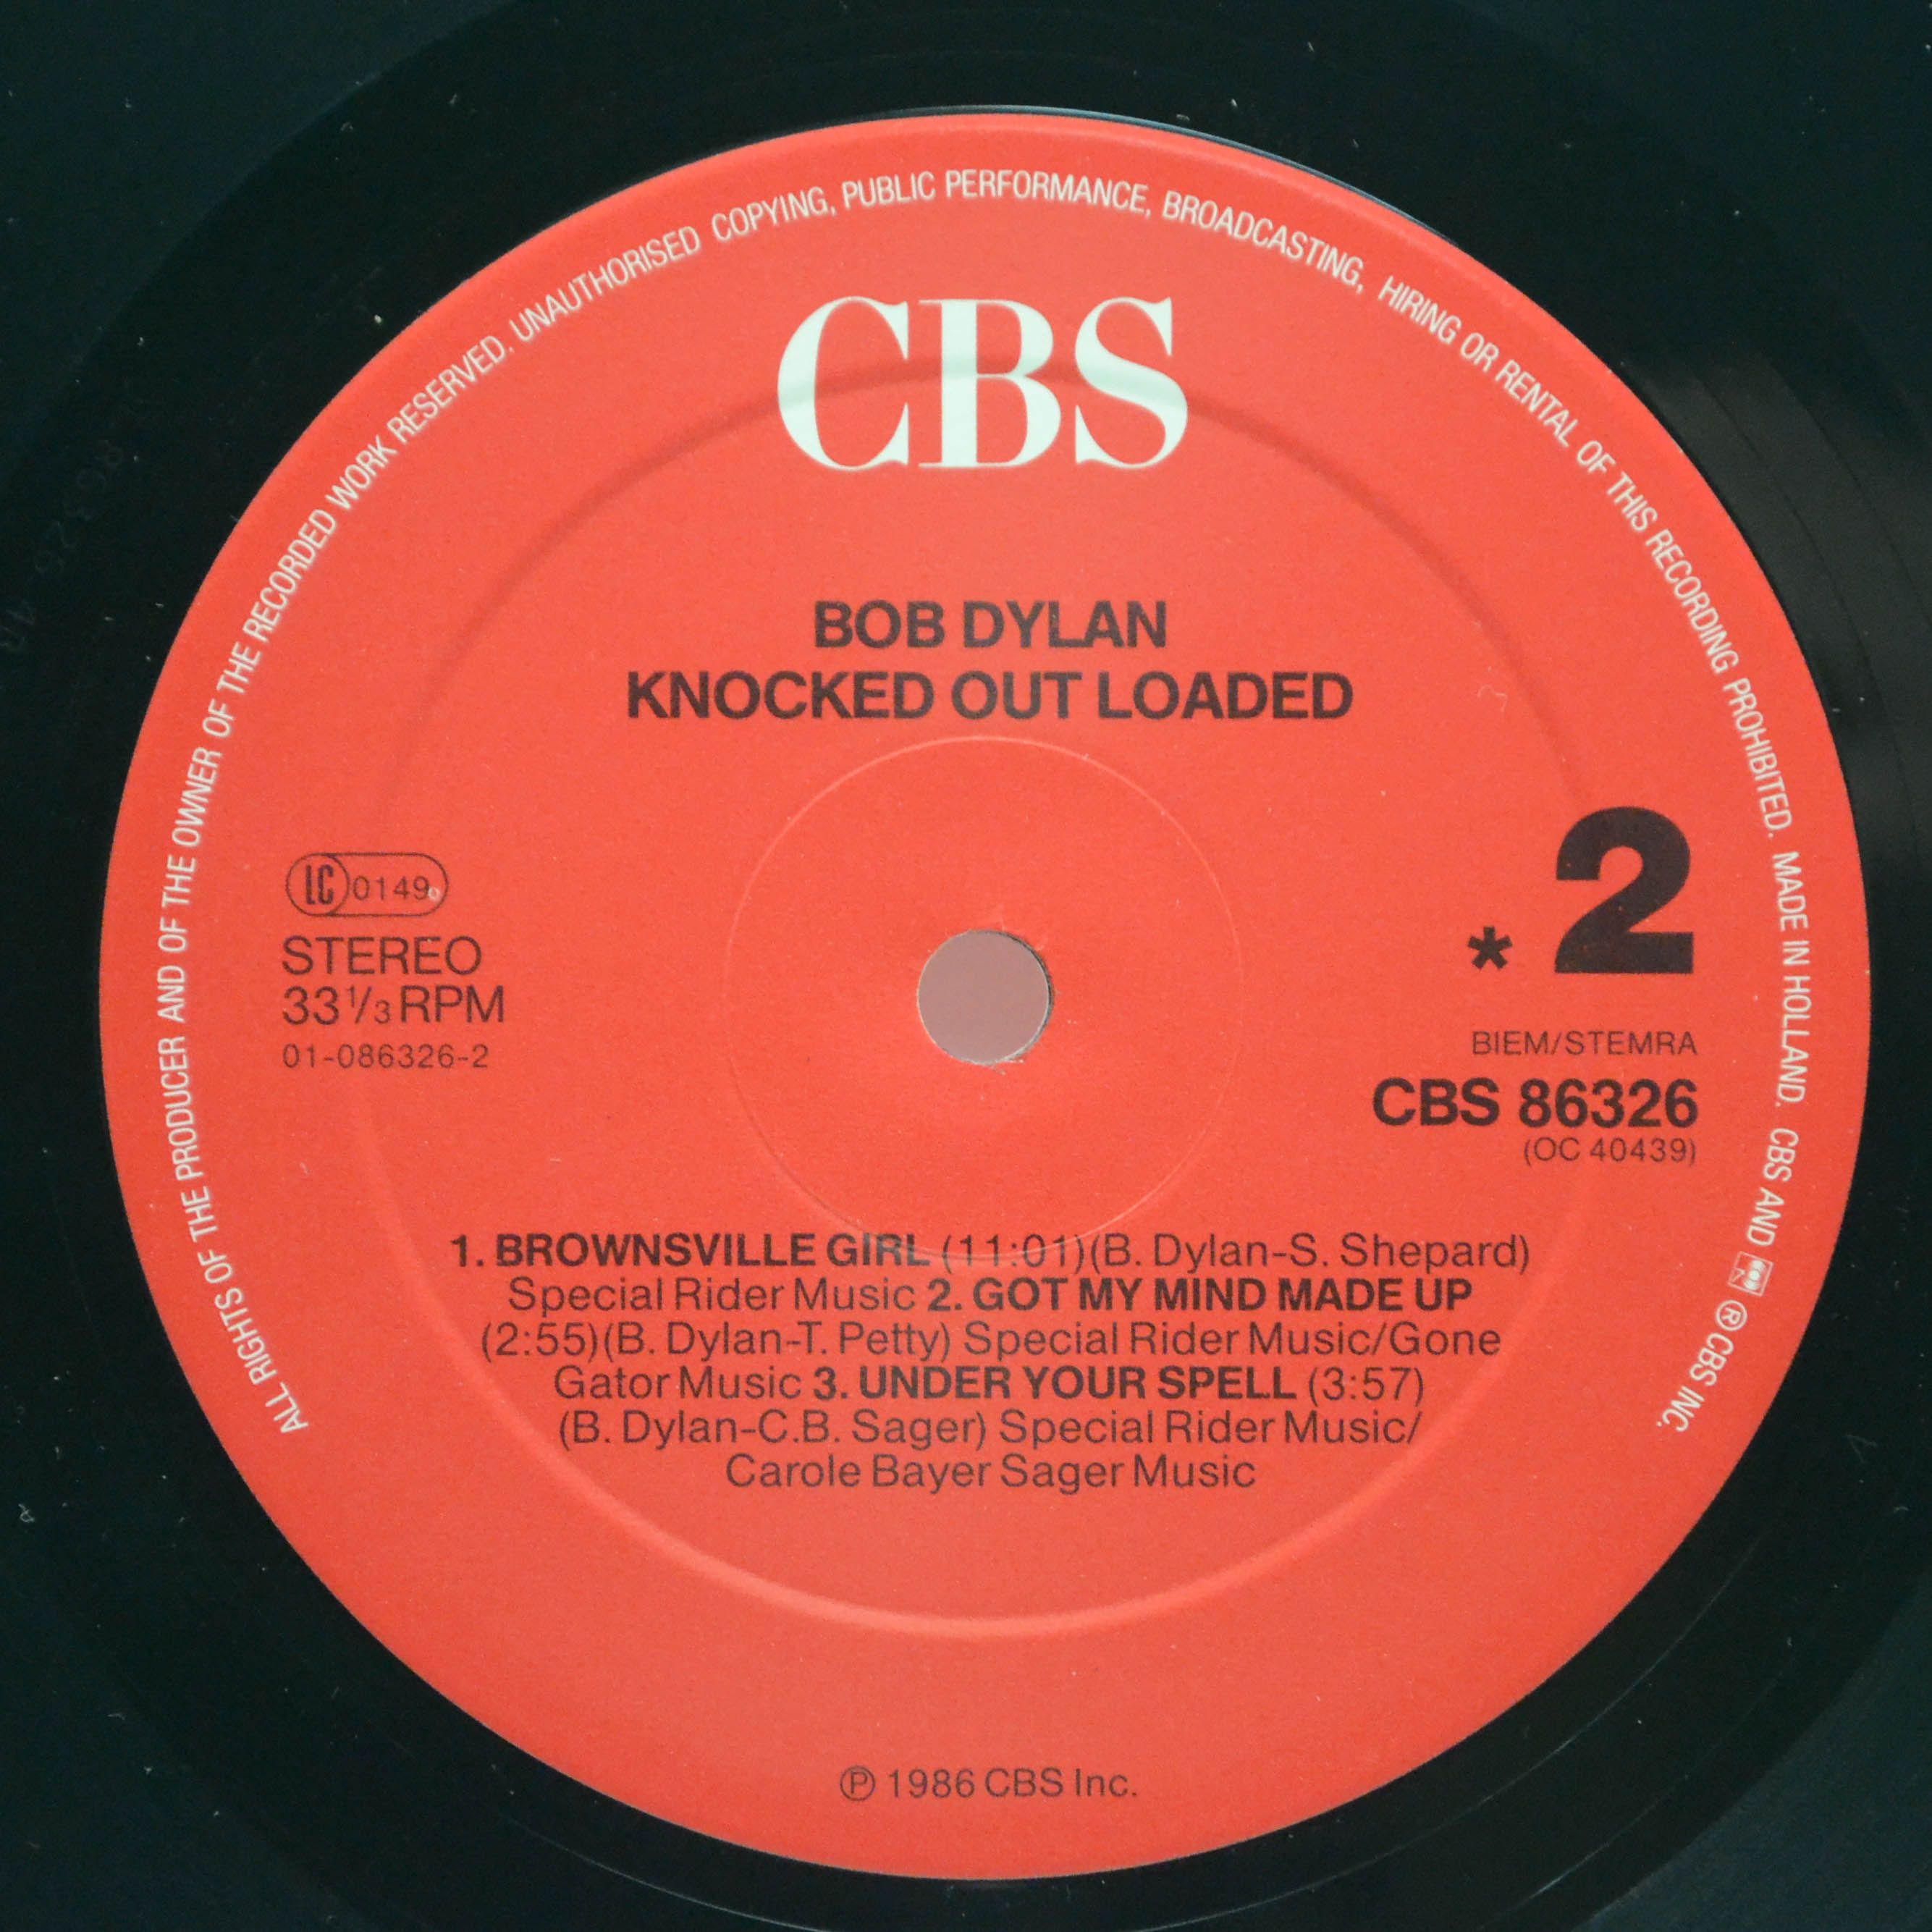 ALL RIGHTS OF THE PRODUCER AND OF THE OWNER OF THE RECORDED WORK RESERVED. UNAUTHORISED COPYING, PUBLIC PERFORMANCE, BROADCASTING, HIRING OR RENTAL OF THIS RECORDING PROHIBITED. MADE IN HOLLAND. CBS AND ® CBS INC.
CBS
BOB DYLAN
KNOCKED OUT LOADED
LC 0149
STEREO
33 1/3 RPM
01-086326-2
* 2
BIEM/STEMRA
CBS 86326
(OC 40439)
1. BROWNSVILLE GIRL (11:01)(B. Dylan-S. Shepard)
Special Rider Music 2. GOT MY MIND MADE UP
(2:55)(B. Dylan-T. Petty) Special Rider Music/Gone
Gator Music 3. UNDER YOUR SPELL (3:57)
(B. Dylan-C.B. Sager) Special Rider Music/
Carole Bayer Sager Music
℗ 1986 CBS Inc.